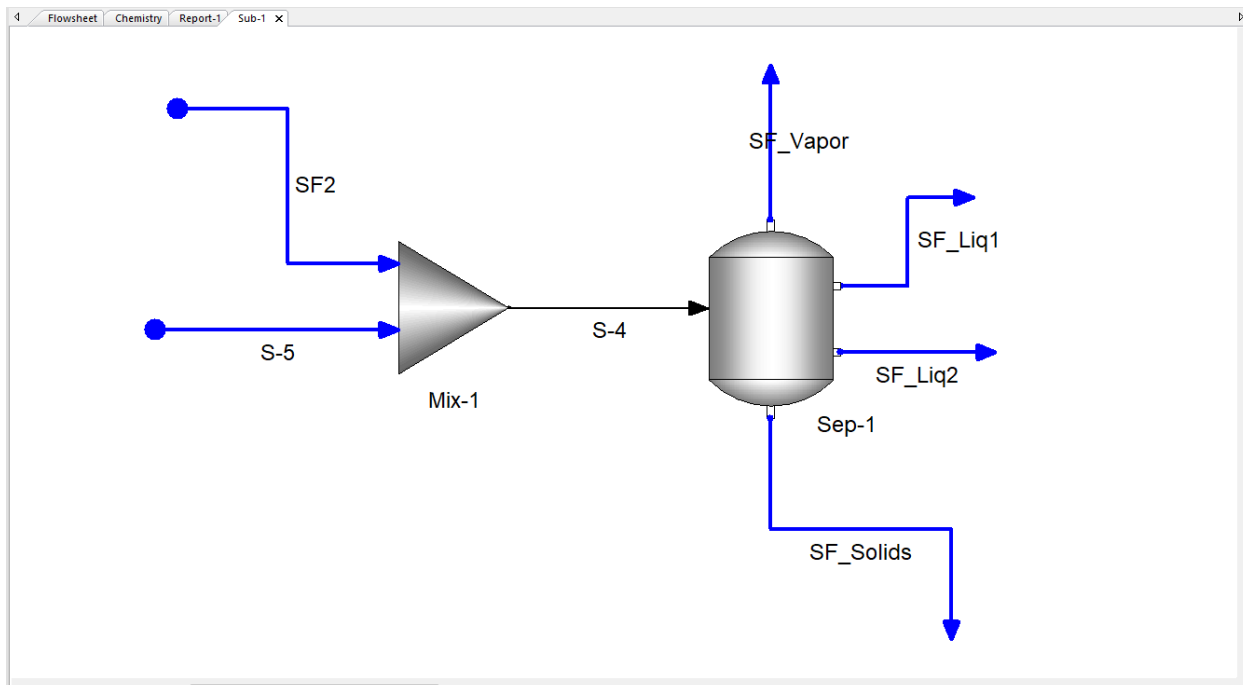 Flowsheet Chemistry Report-1 Sub-1
SF_Vapor
SF2
SF_Liq1
S-4
S-5
SF_Liq2
Mix-1
Sep-1
SF_Solids